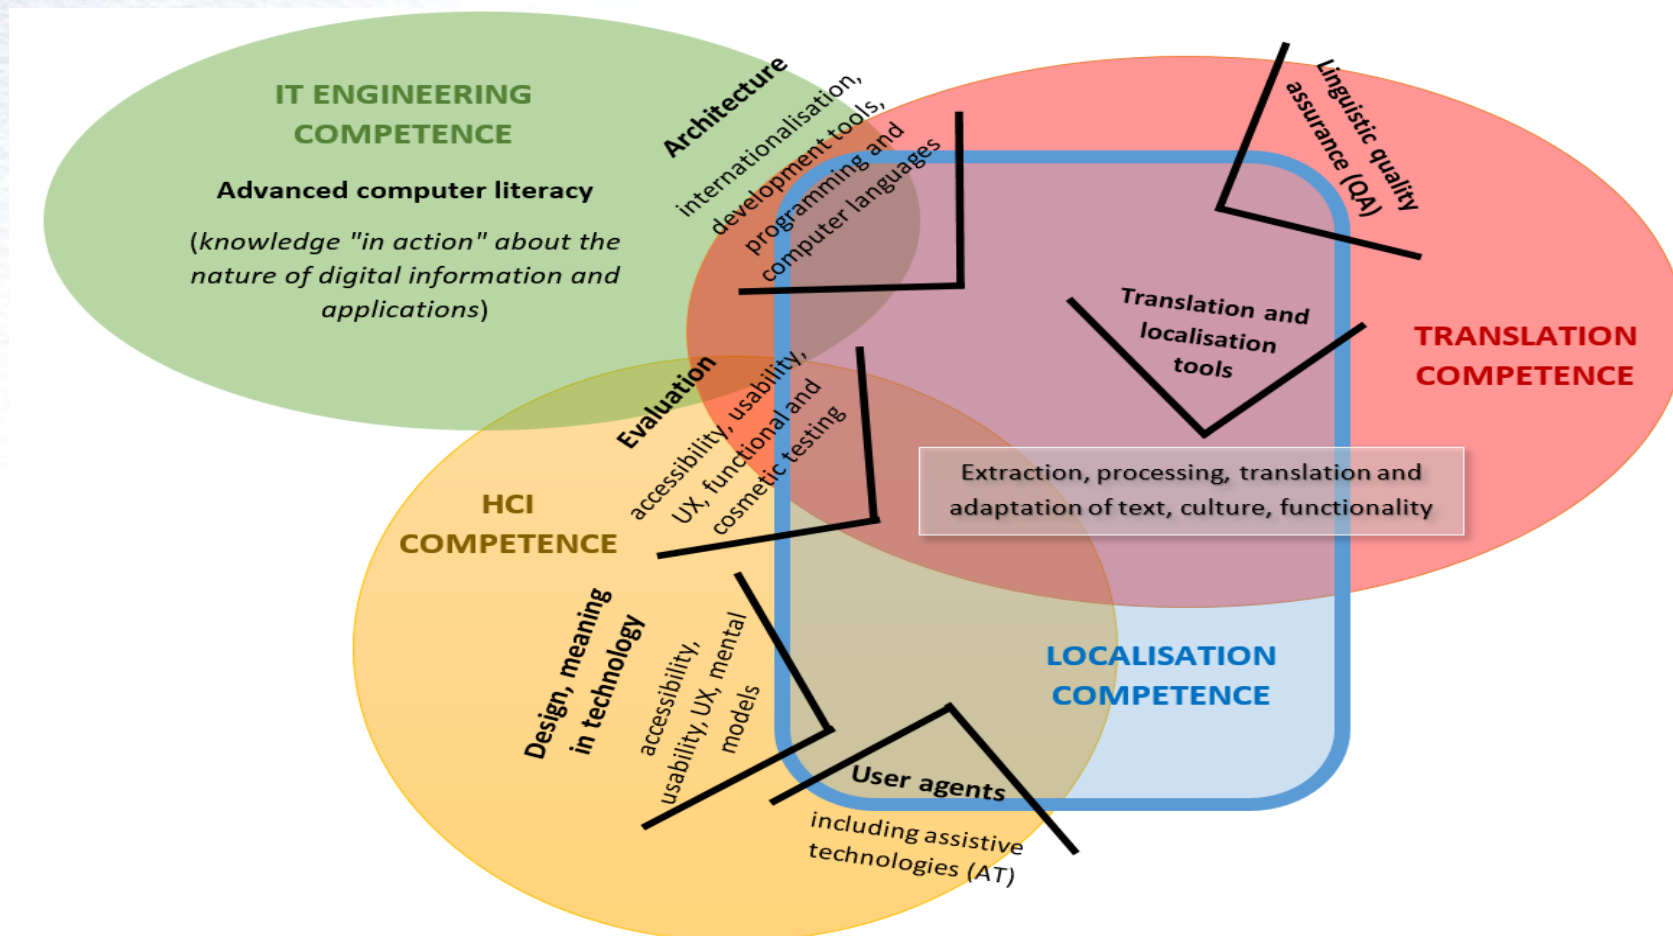 IT ENGINEERING
COMPETENCE
Advanced computer literacy
(knowledge "in action" about the
nature of digital information and
applications)
Architecture
internationalisation,
development tools,
programming and
computer languages
Linguistic quality
assurance (QA)
Translation and
localisation
tools
TRANSLATION
COMPETENCE
Evaluation
accessibility, usability,
UX, functional and
cosmetic testing
Extraction, processing, translation and
adaptation of text, culture, functionality
HCI
COMPETENCE
Design, meaning
in technology
accessibility,
usability, UX, mental
models
LOCALISATION
COMPETENCE
User agents
including assistive
technologies (AT)